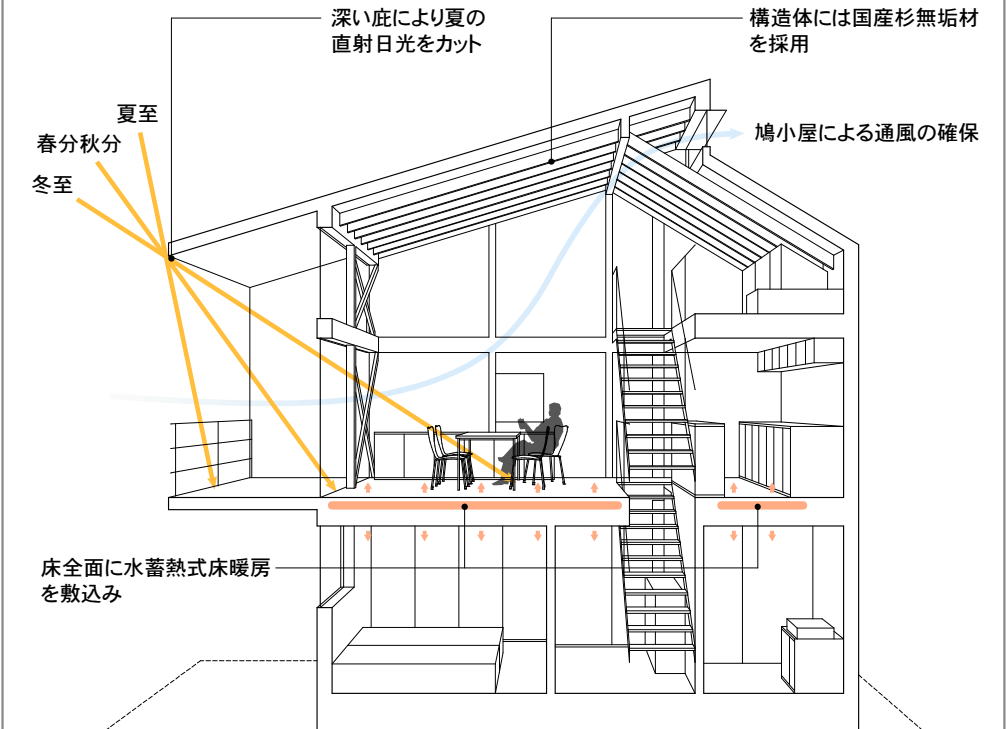 深い庇により夏の
直射日光をカット
構造体には国産杉無垢材
を採用
夏至
春分秋分
冬至
鳩小屋による通風の確保
床全面に水蓄熱式床暖房
を敷込み